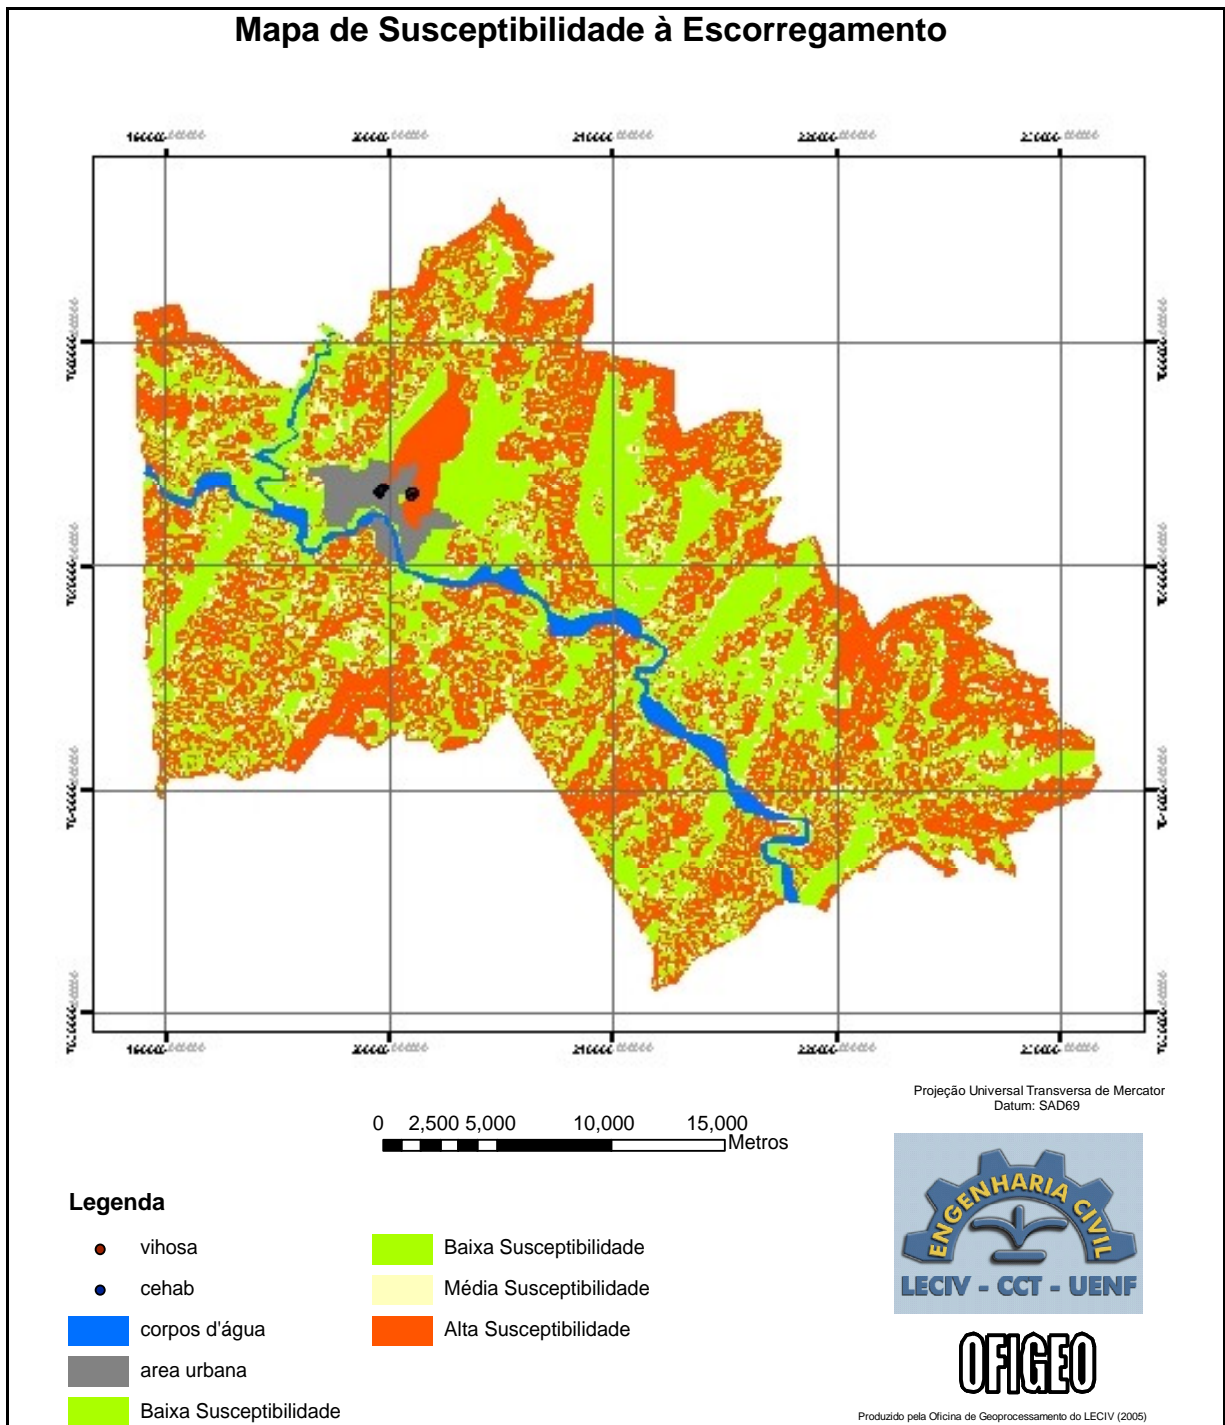 Mapa de Susceptibilidade à Escorregamento
Projeção Universal Transversa de Mercator
Datum: SAD69
0 2,500 5,000 10,000 15,000
Metros
Legenda
vihosa
cehab
corpos d'água
area urbana
Baixa Susceptibilidade
Baixa Susceptibilidade
Média Susceptibilidade
Alta Susceptibilidade
ENGENHARIA CIVIL
LECIV - CCT - UENF
OFIGEO
Produzido pela Oficina de Geoprocessamento do LECIV (2005)